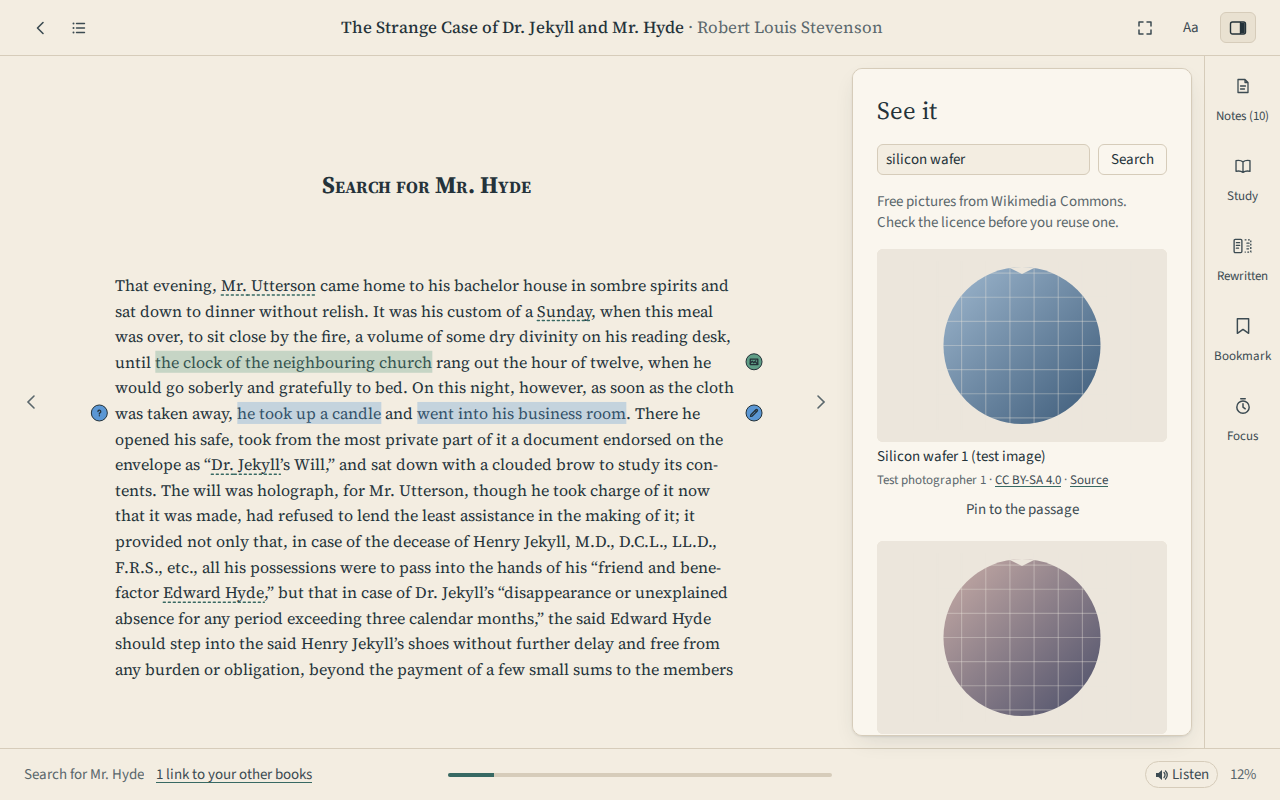 The Strange Case of Dr. Jekyll and Mr. Hyde · Robert Louis Stevenson
Aa
Search for Mr. Hyde
That evening, Mr. Utterson came home to his bachelor house in sombre spirits and
sat down to dinner without relish. It was his custom of a Sunday, when this meal
was over, to sit close by the fire, a volume of some dry divinity on his reading desk,
until the clock of the neighbouring church rang out the hour of twelve, when he
would go soberly and gratefully to bed. On this night, however, as soon as the cloth
was taken away, he took up a candle and went into his business room. There he
opened his safe, took from the most private part of it a document endorsed on the
envelope as “Dr. Jekyll’s Will,” and sat down with a clouded brow to study its con-
tents. The will was holograph, for Mr. Utterson, though he took charge of it now
that it was made, had refused to lend the least assistance in the making of it; it
provided not only that, in case of the decease of Henry Jekyll, M.D., D.C.L., LL.D.,
F.R.S., etc., all his possessions were to pass into the hands of his “friend and bene-
factor Edward Hyde,” but that in case of Dr. Jekyll’s “disappearance or unexplained
absence for any period exceeding three calendar months,” the said Edward Hyde
should step into the said Henry Jekyll’s shoes without further delay and free from
any burden or obligation, beyond the payment of a few small sums to the members
See it
silicon wafer
Search
Free pictures from Wikimedia Commons.
Check the licence before you reuse one.
Silicon wafer 1 (test image)
Test photographer 1 · CC BY-SA 4.0 · Source
Pin to the passage
Notes (10)
Study
Rewritten
Bookmark
Focus
Search for Mr. Hyde
1 link to your other books
Listen
12%